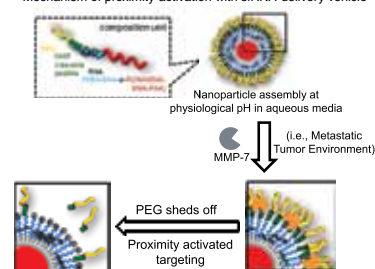 Mechanism of proximity activation with siRNA delivery vehicle
composition unit
Nanoparticle assembly at
physiological pH in aqueous media
MMP-7
(i.e., Metastatic
Tumor Environment)
PEG sheds off
Proximity activated
targeting